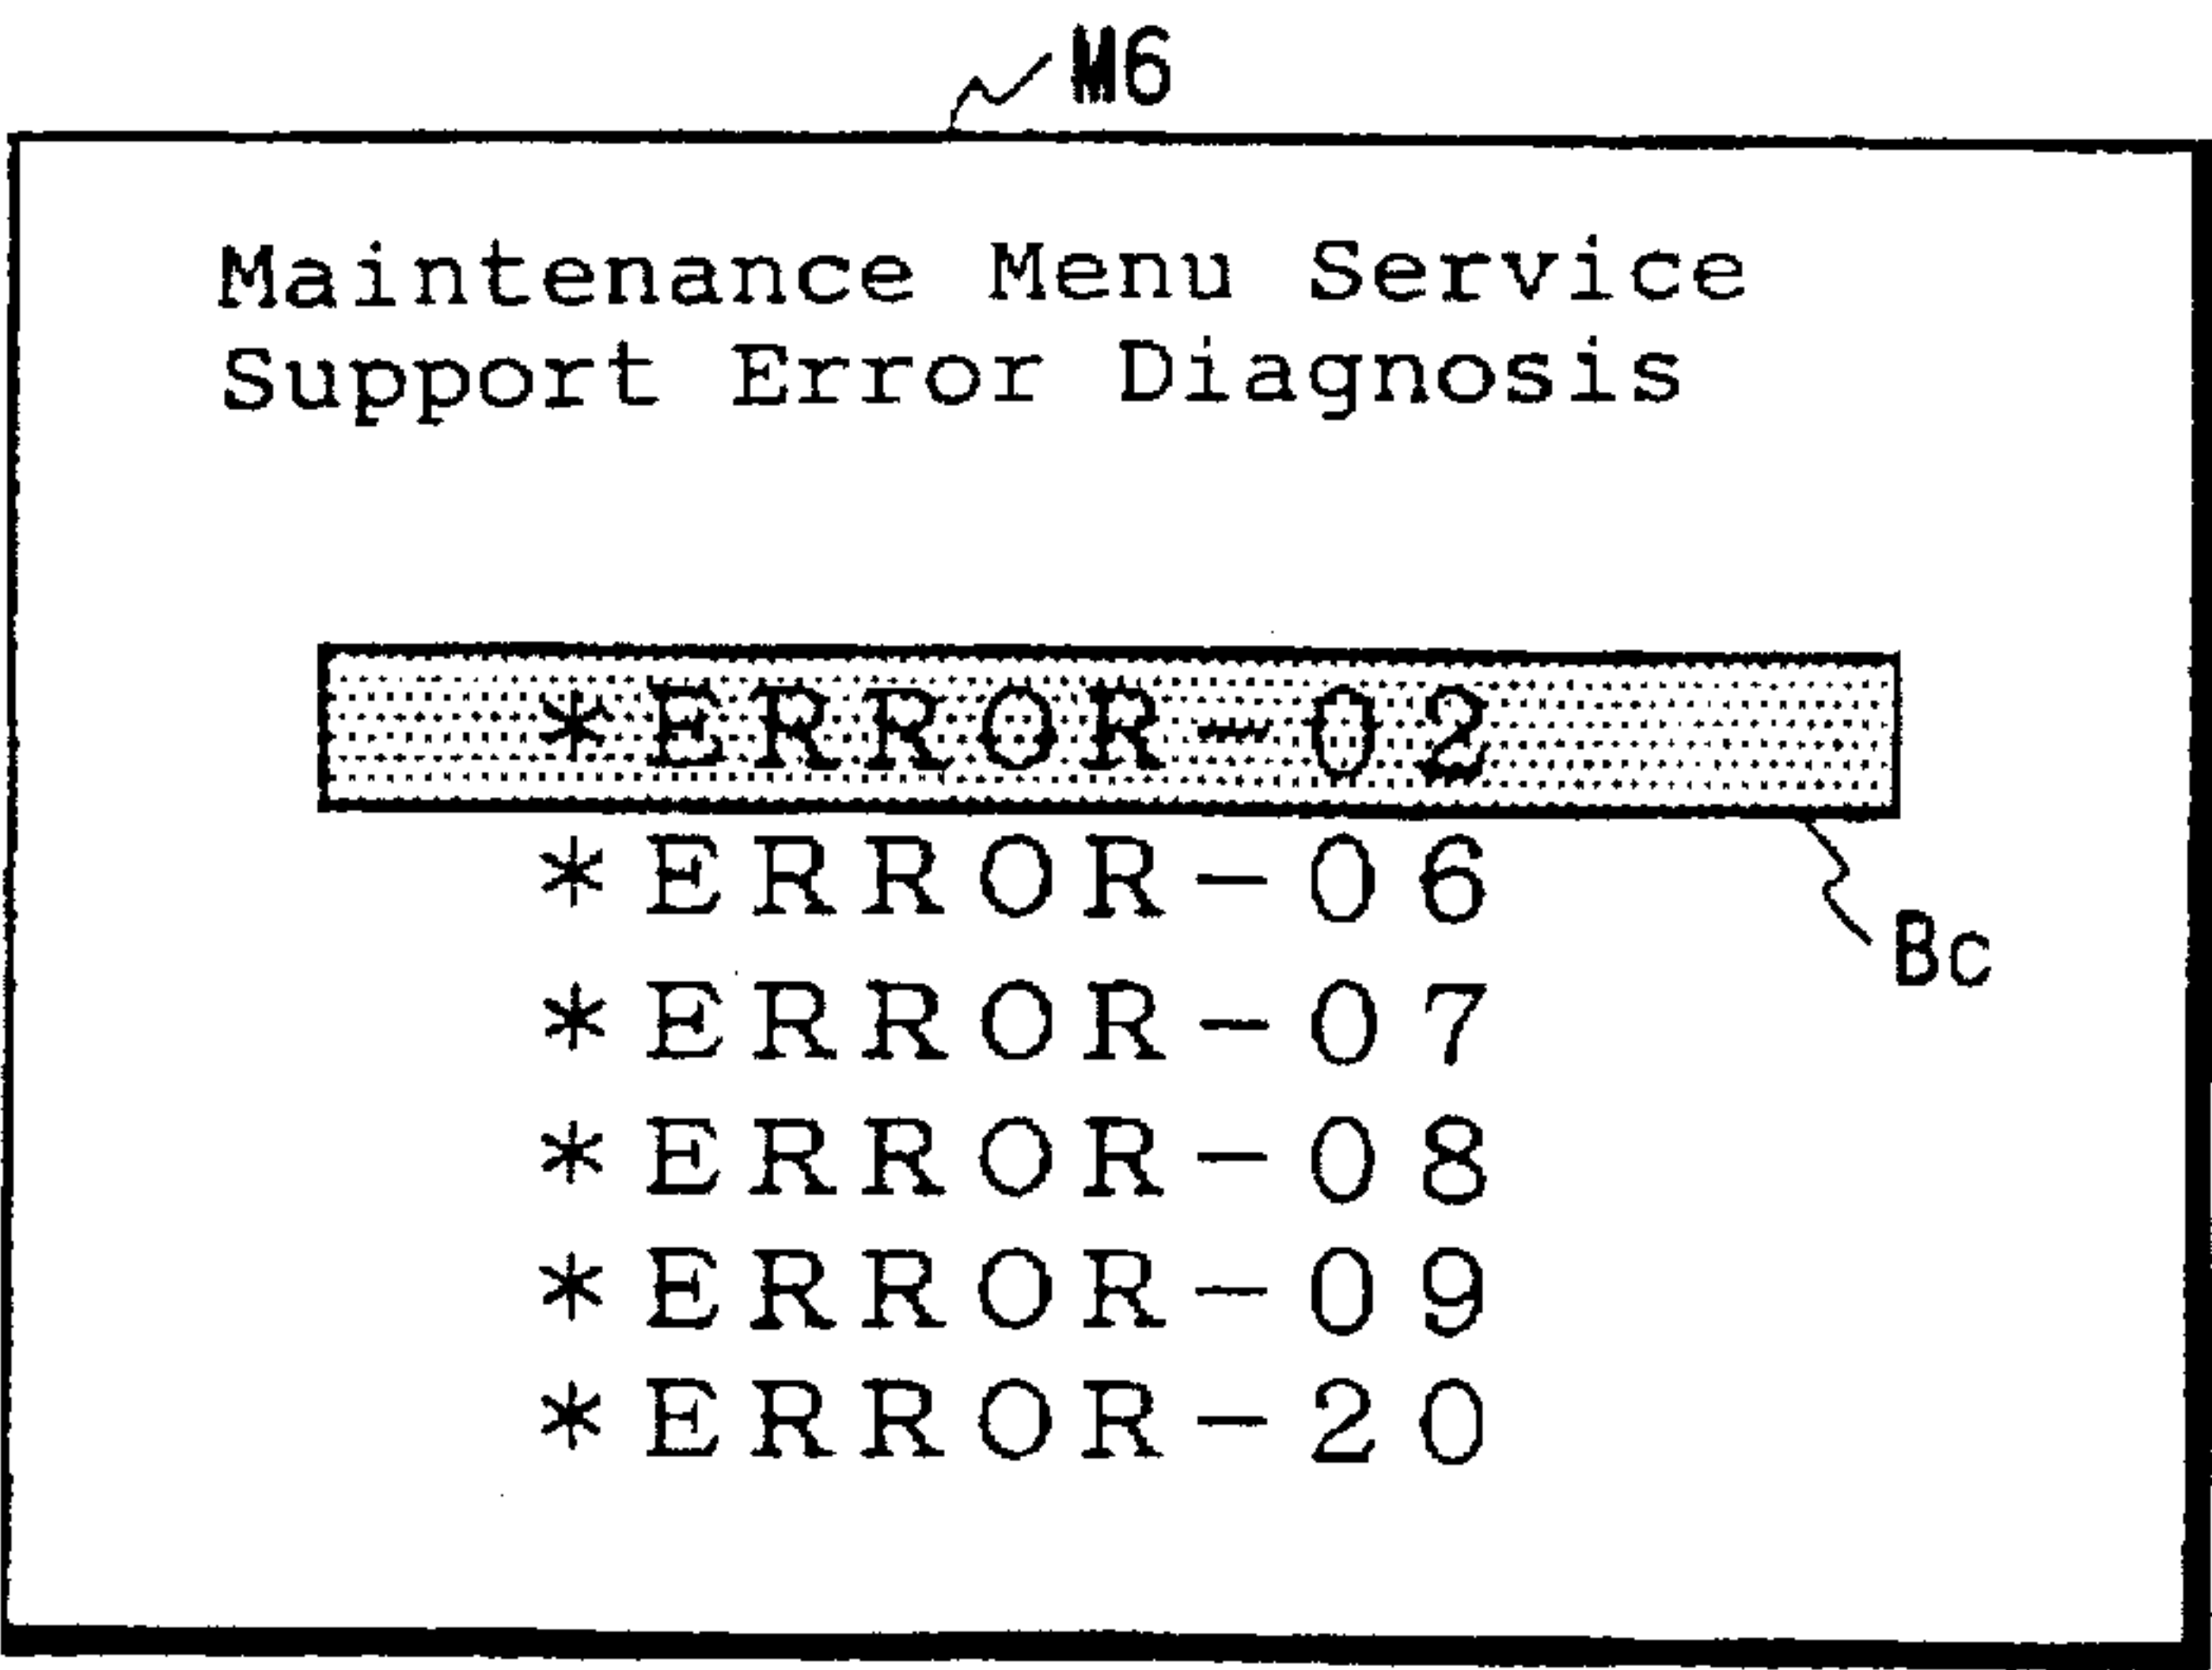 M6
Maintenance Menu Service
Support Error Diagnosis
*ERROR-02
*ERROR-06
Bc
*ERROR-07
*ERROR-08
*ERROR-09
*ERROR-20